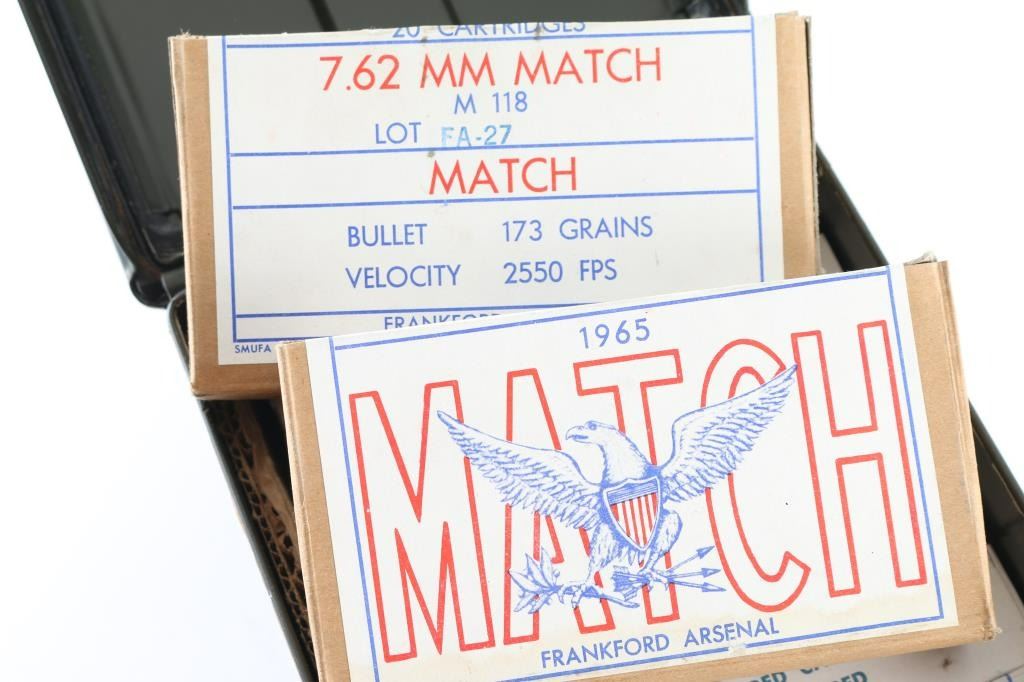 20 CARTRIDGES
7.62 MM MATCH
M 118
LOT FA-27
MATCH
BULLET 173 GRAINS
VELOCITY 2550 FPS
SMUFA
1965
MATCH
FRANKFORD ARSENAL